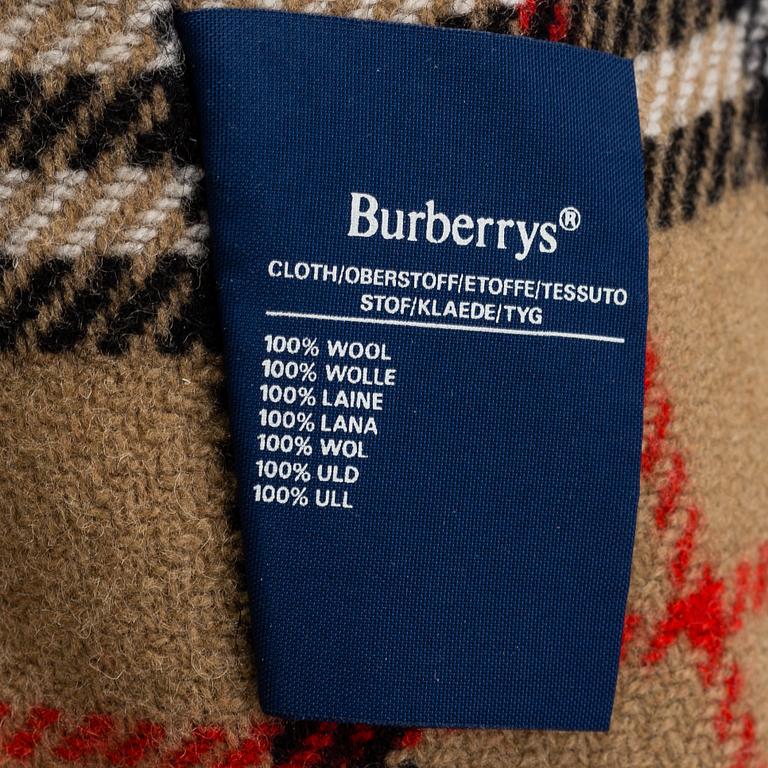 Burberrys®
CLOTH/OBERSTOFF/ETOFFE/TESSUTO
STOF/KLAEDE/TYG
100% WOOL
100% WOLLE
100% LAINE
100% LANA
100% WOL
100% ULD
100% ULL